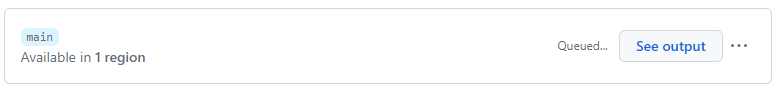 main
Available in 1 region
Queued...
See output